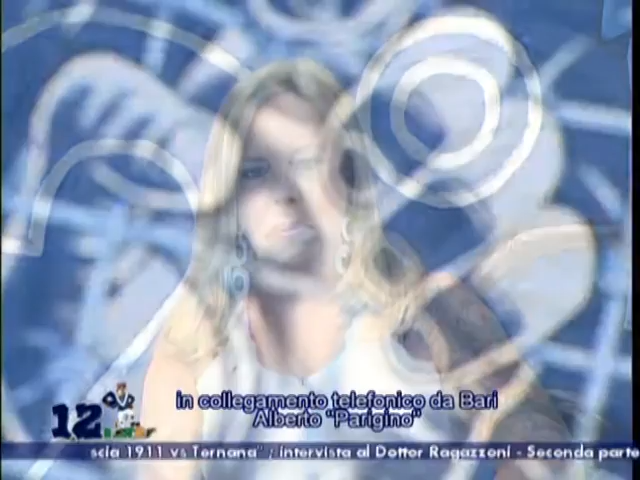 in collegamento telefonico da Bari
Alberto "Parigino"
12
scia 1911 vs Ternana" ; intervista al Dottor Ragazzoni - Seconda parte